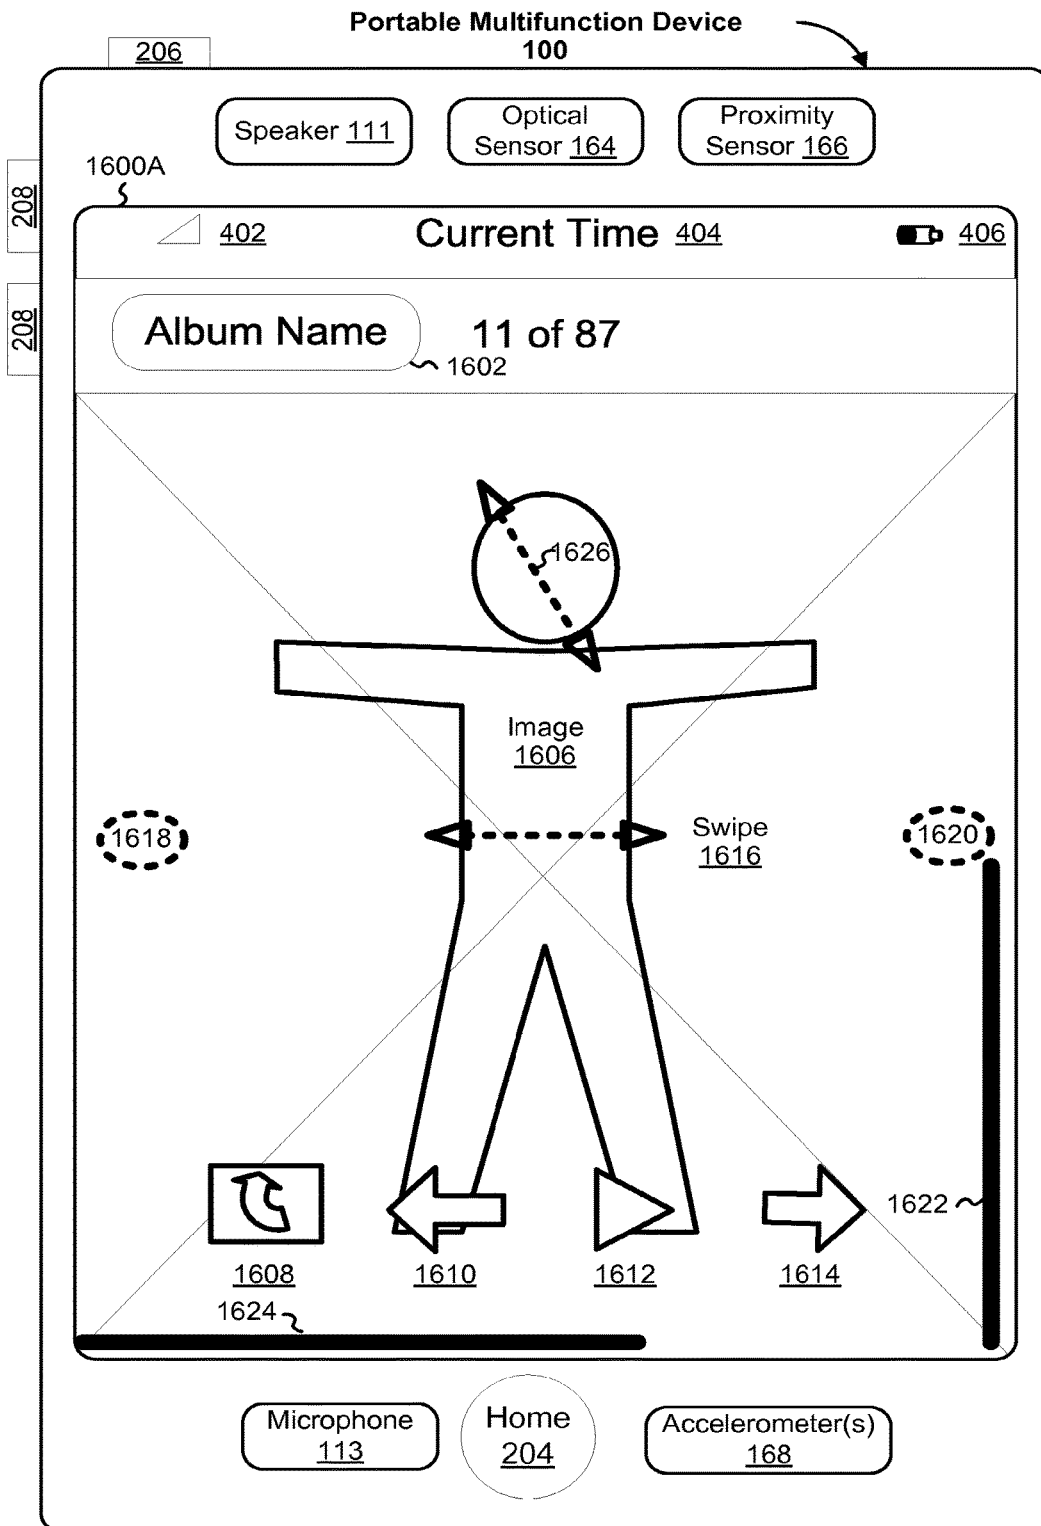 Portable Multifunction Device
100
206
Speaker 111
Optical
Sensor 164
Proximity
Sensor 166
1600A
208
208
402
Current Time 404
406
Album Name
11 of 87
1602
1626
Image
1606
1618
Swipe
1616
1620
1622
1608
1610
1612
1614
1624
Microphone
113
Home
204
Accelerometer(s)
168